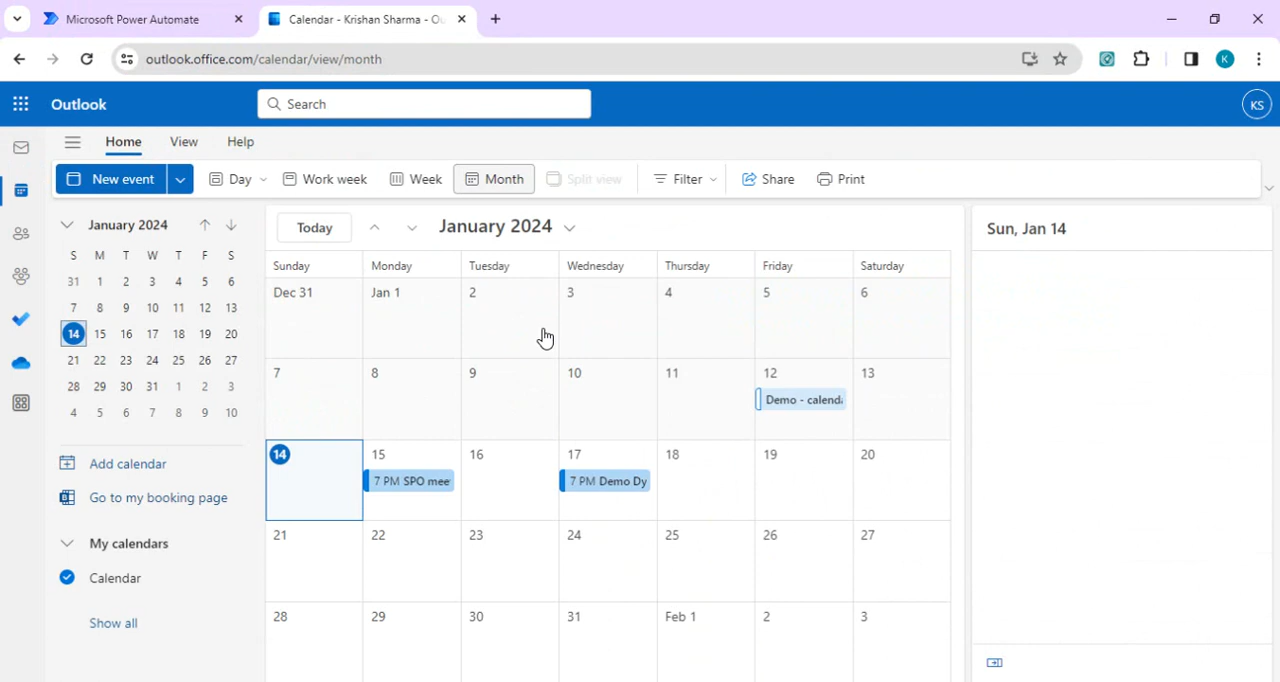 Microsoft Power Automate
Calendar - Krishan Sharma - Ou
outlook.office.com/calendar/view/month
K
Outlook
Search
KS
Home View Help
New event Day Work week Week Month Split view Filter Share Print
January 2024
S M T W T F S
31 1 2 3 4 5 6
7 8 9 10 11 12 13
14 15 16 17 18 19 20
21 22 23 24 25 26 27
28 29 30 31 1 2 3
4 5 6 7 8 9 10
Add calendar
Go to my booking page
My calendars
Calendar
Show all
Today January 2024
Sunday Monday Tuesday Wednesday Thursday Friday Saturday
Dec 31 Jan 1 2 3 4 5 6
7 8 9 10 11 12 13
Demo - calenda
14 15 16 17 18 19 20
7 PM SPO mee 7 PM Demo Dy
21 22 23 24 25 26 27
28 29 30 31 Feb 1 2 3
Sun, Jan 14